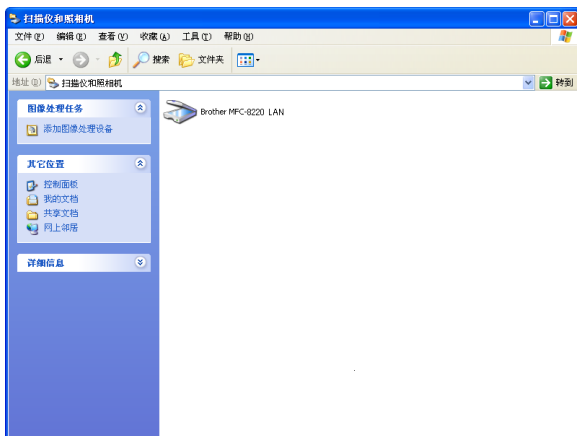 扫描仪和照相机
文件(F) 编辑(E) 查看(V) 收藏(A) 工具(T) 帮助(H)
后退 搜索 文件夹
地址(D) 扫描仪和照相机 转到
图像处理任务
添加图像处理设备
Brother MFC-8220 LAN
其它位置
控制面板
我的文档
共享文档
网上邻居
详细信息